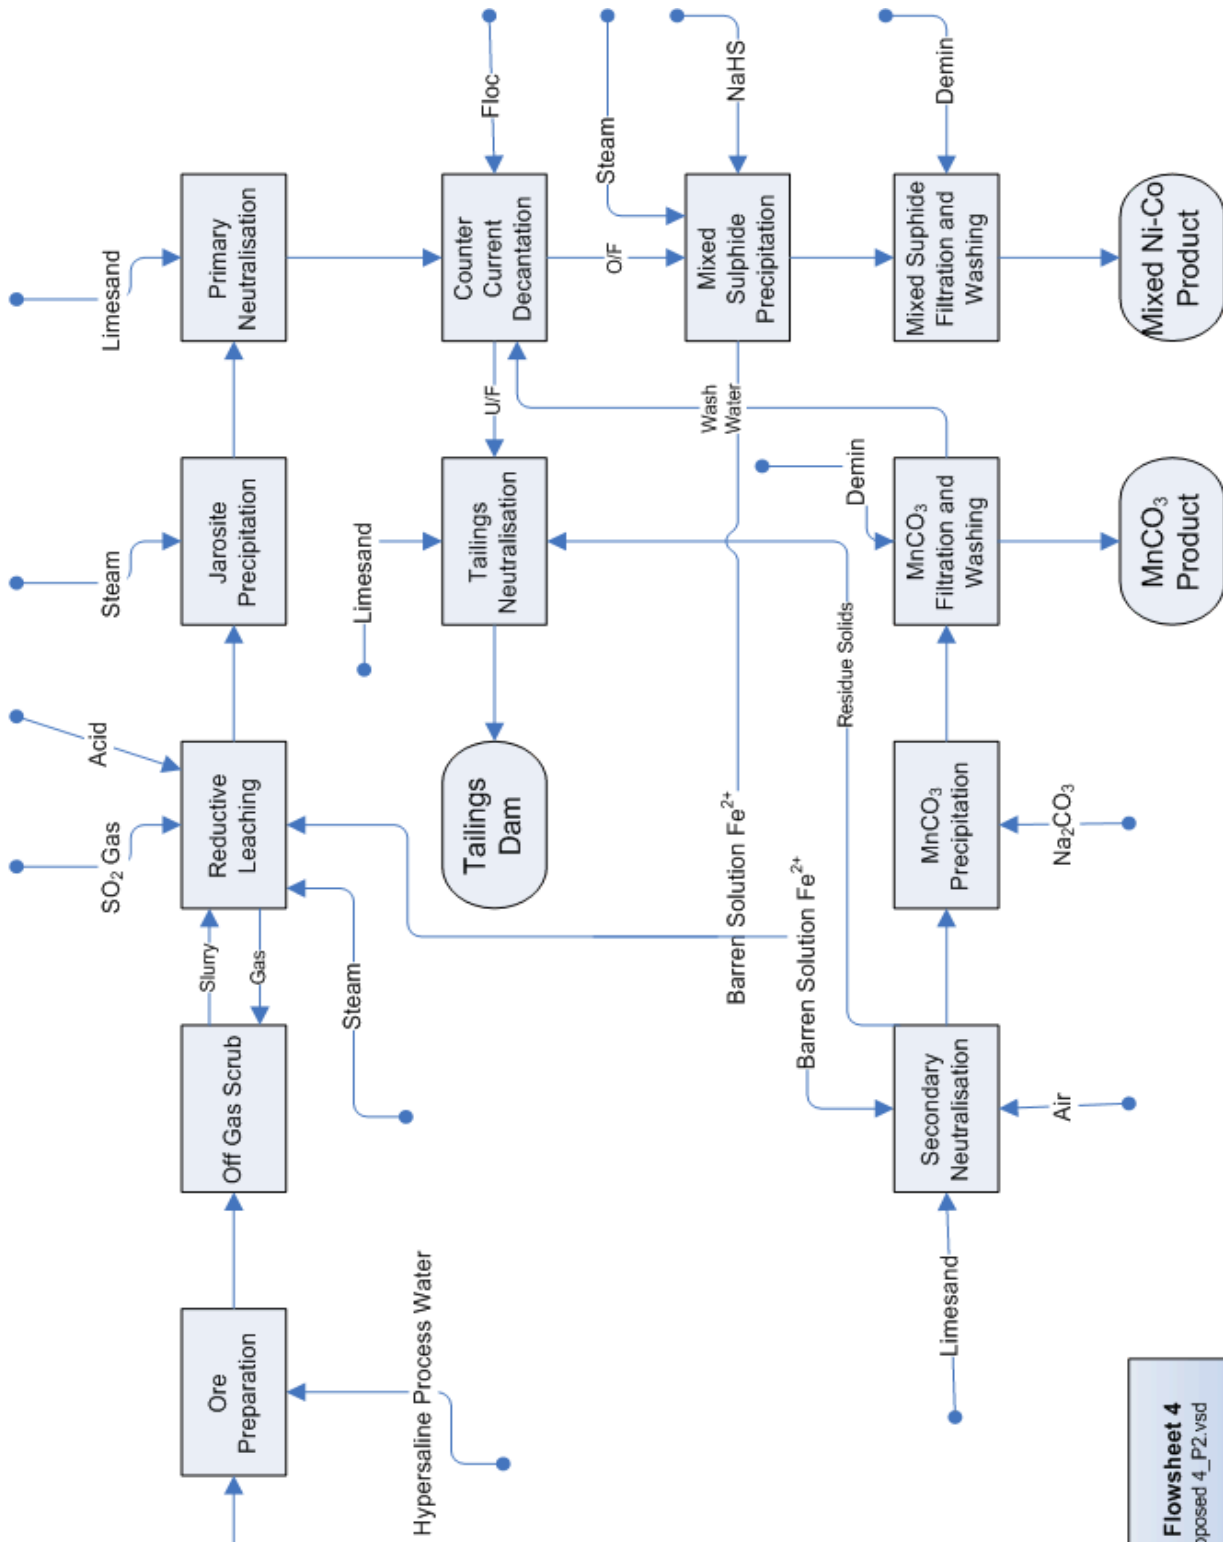 Ore
Preparation
Hypersaline Process Water
Off Gas Scrub
Slurry
Gas
SO2 Gas
Acid
Reductive
Leaching
Steam
Steam
Jarosite
Precipitation
Limesand
Primary
Neutralisation
Floc
Counter
Current
Decantation
U/F
O/F
Limesand
Tailings
Neutralisation
Tailings
Dam
Steam
NaHS
Mixed
Sulphide
Precipitation
Wash
Water
Barren Solution Fe2+
Barren Solution Fe2+
Residue Solids
Demin
Mixed Suphide
Filtration and
Washing
Mixed Ni-Co
Product
Limesand
Air
Secondary
Neutralisation
Na2CO3
MnCO3
Precipitation
Demin
MnCO3
Filtration and
Washing
MnCO3
Product
Flowsheet 4
posed 4_P2.vsd